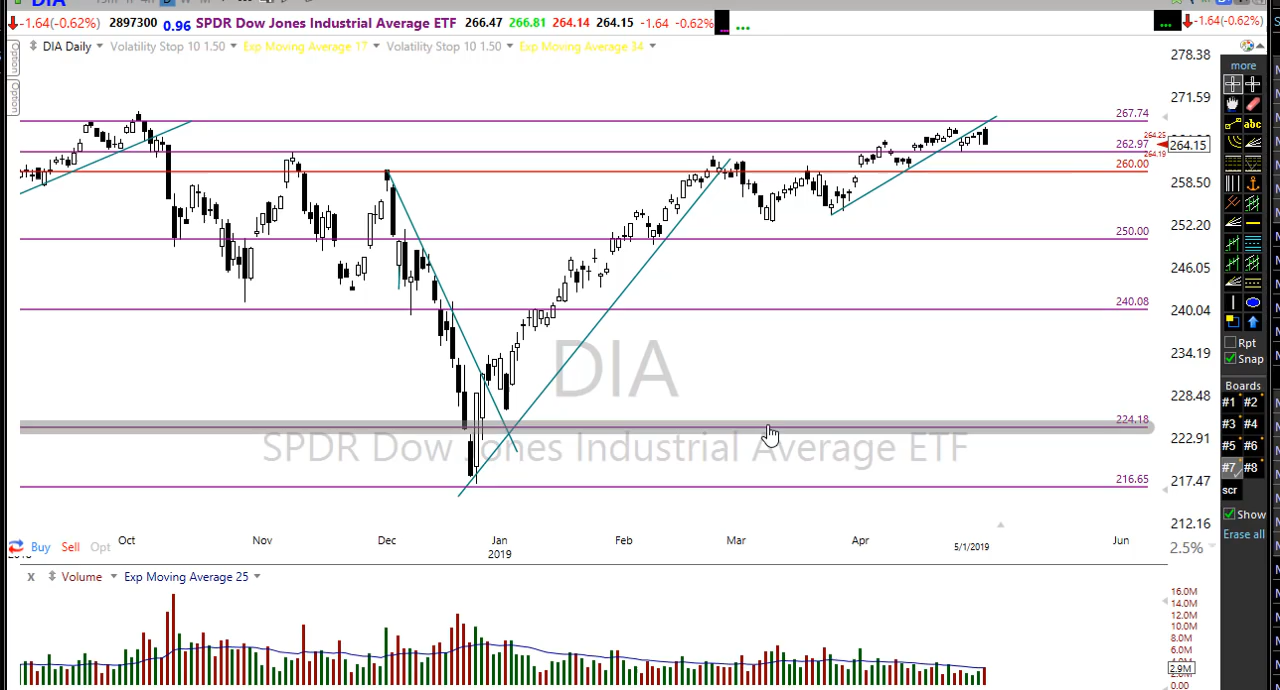 DIA
-1.64(-0.62%) 2897300 0.96 SPDR Dow Jones Industrial Average ETF 266.47 266.81 264.14 264.15 -1.64 -0.62% -1.64(-0.62%)
DIA Daily Volatility Stop 10 1.50 Exp Moving Average 17 Volatility Stop 10 1.50 Exp Moving Average 34
Option
Option
278.38
271.59
267.74
264.25
262.97
264.15
264.19
260.00
258.50
252.20
250.00
246.05
240.08
240.04
234.19
228.48
224.18
222.91
217.47
216.65
212.16
2.5%
DIA
SPDR Dow Jones Industrial Average ETF
Buy Sell Opt
Oct Nov Dec Jan Feb Mar Apr Jun
2019 5/1/2019
X Volume Exp Moving Average 25
16.0M
14.0M
12.0M
10.0M
8.0M
6.0M
2.9M
0.00
more
abc
Rpt
Snap
Boards
#1 #2
#3 #4
#5 #6
#7 #8
scr
Show
Erase all